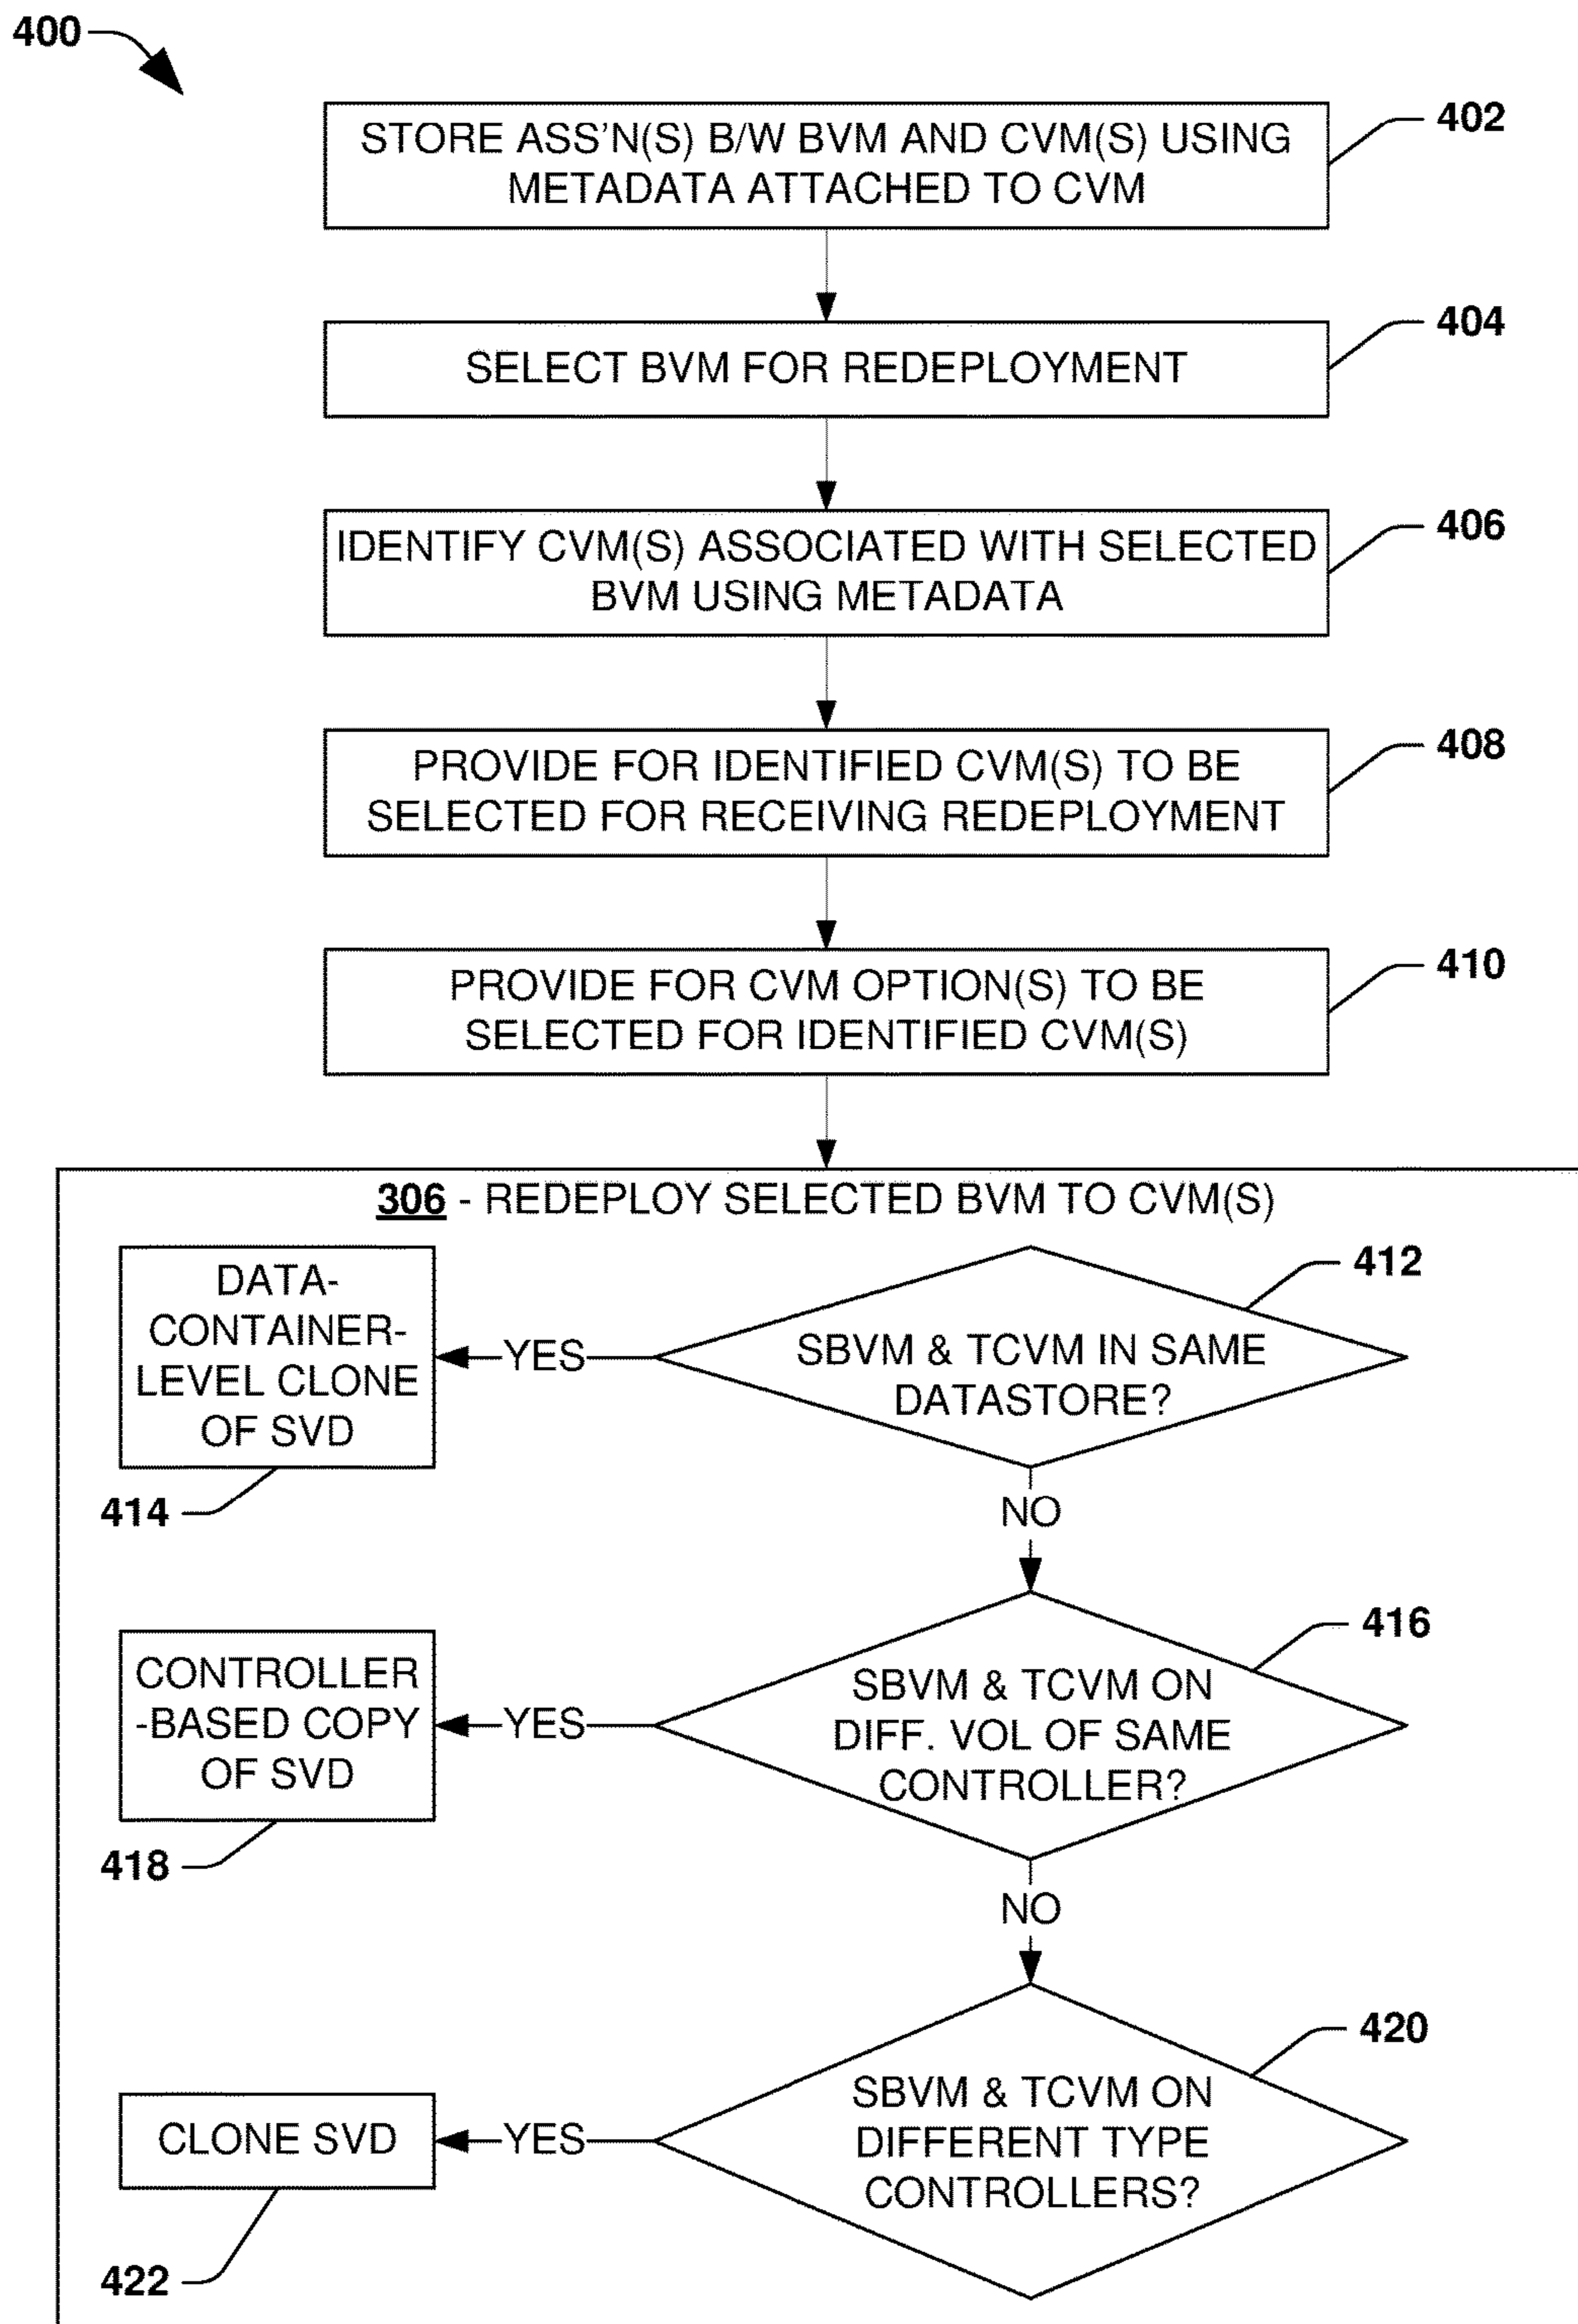 400
STORE ASS'N(S) B/W BVM AND CVM(S) USING
METADATA ATTACHED TO CVM
402
SELECT BVM FOR REDEPLOYMENT
404
IDENTIFY CVM(S) ASSOCIATED WITH SELECTED
BVM USING METADATA
406
PROVIDE FOR IDENTIFIED CVM(S) TO BE
SELECTED FOR RECEIVING REDEPLOYMENT
408
PROVIDE FOR CVM OPTION(S) TO BE
SELECTED FOR IDENTIFIED CVM(S)
410
306 - REDEPLOY SELECTED BVM TO CVM(S)
412
SBVM & TCVM IN SAME
DATASTORE?
YES
DATA-
CONTAINER-
LEVEL CLONE
OF SVD
414
NO
416
SBVM & TCVM ON
DIFF. VOL OF SAME
CONTROLLER?
YES
CONTROLLER
-BASED COPY
OF SVD
418
NO
420
SBVM & TCVM ON
DIFFERENT TYPE
CONTROLLERS?
YES
CLONE SVD
422